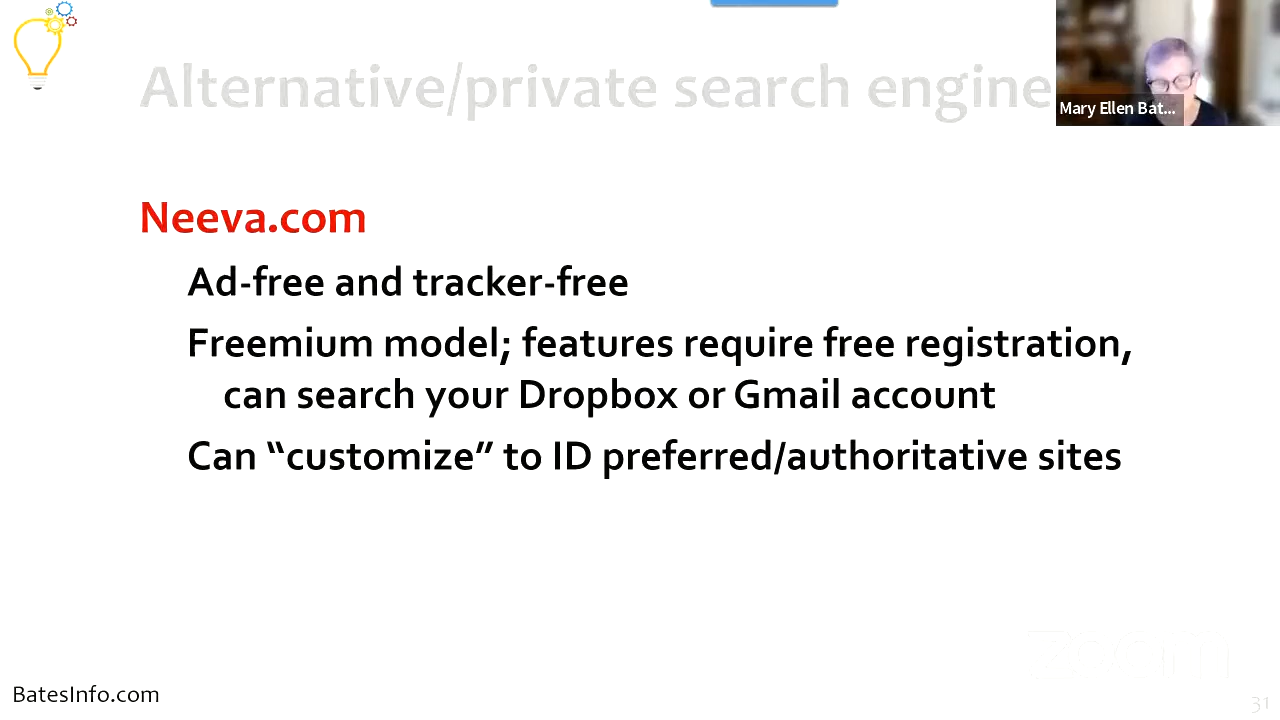 Alternative/private search engine
Mary Ellen Bat...
Neeva.com
Ad-free and tracker-free
Freemium model; features require free registration,
can search your Dropbox or Gmail account
Can “customize” to ID preferred/authoritative sites
zoom
BatesInfo.com
31